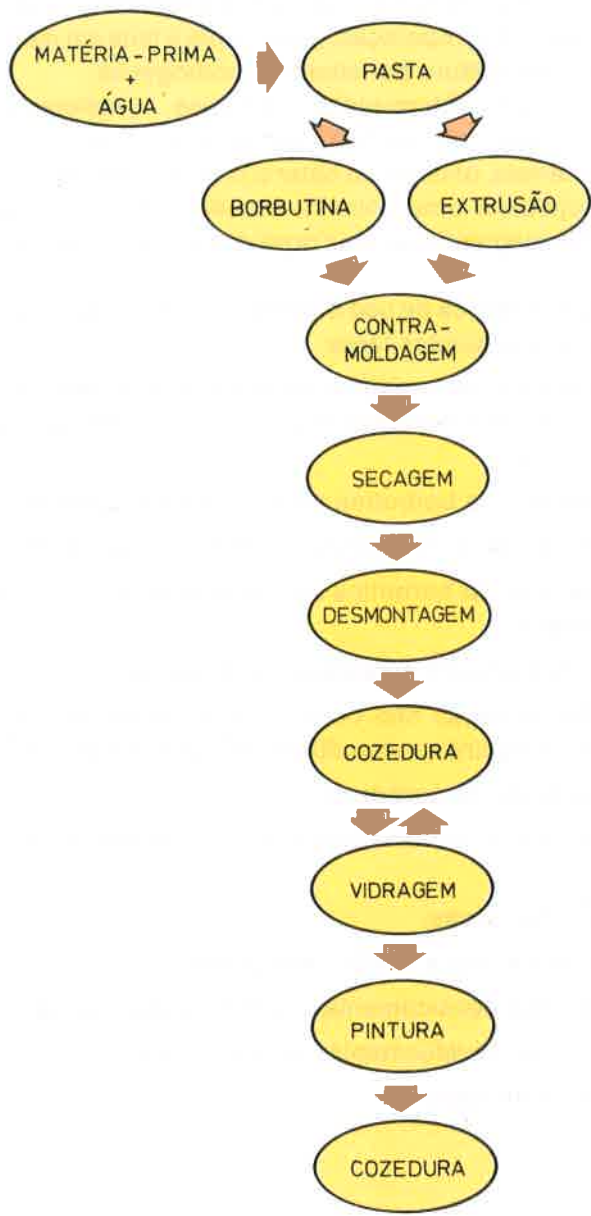 MATÉRIA-PRIMA
+
ÁGUA
PASTA
BORBUTINA
EXTRUSÃO
CONTRA-
MOLDAGEM
SECAGEM
DESMONTAGEM
COZEDURA
VIDRAGEM
PINTURA
COZEDURA